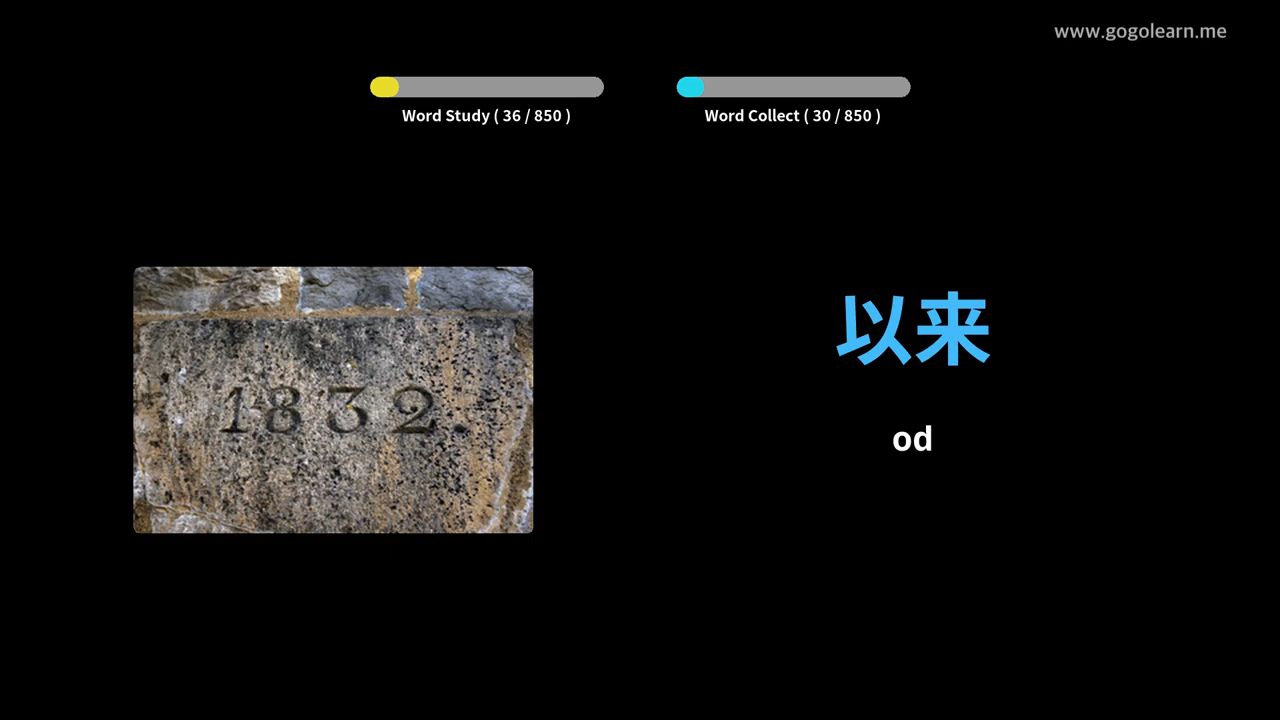 www.gogolearn.me
Word Study ( 36 / 850 )
Word Collect ( 30 / 850 )
1832.
以来
od